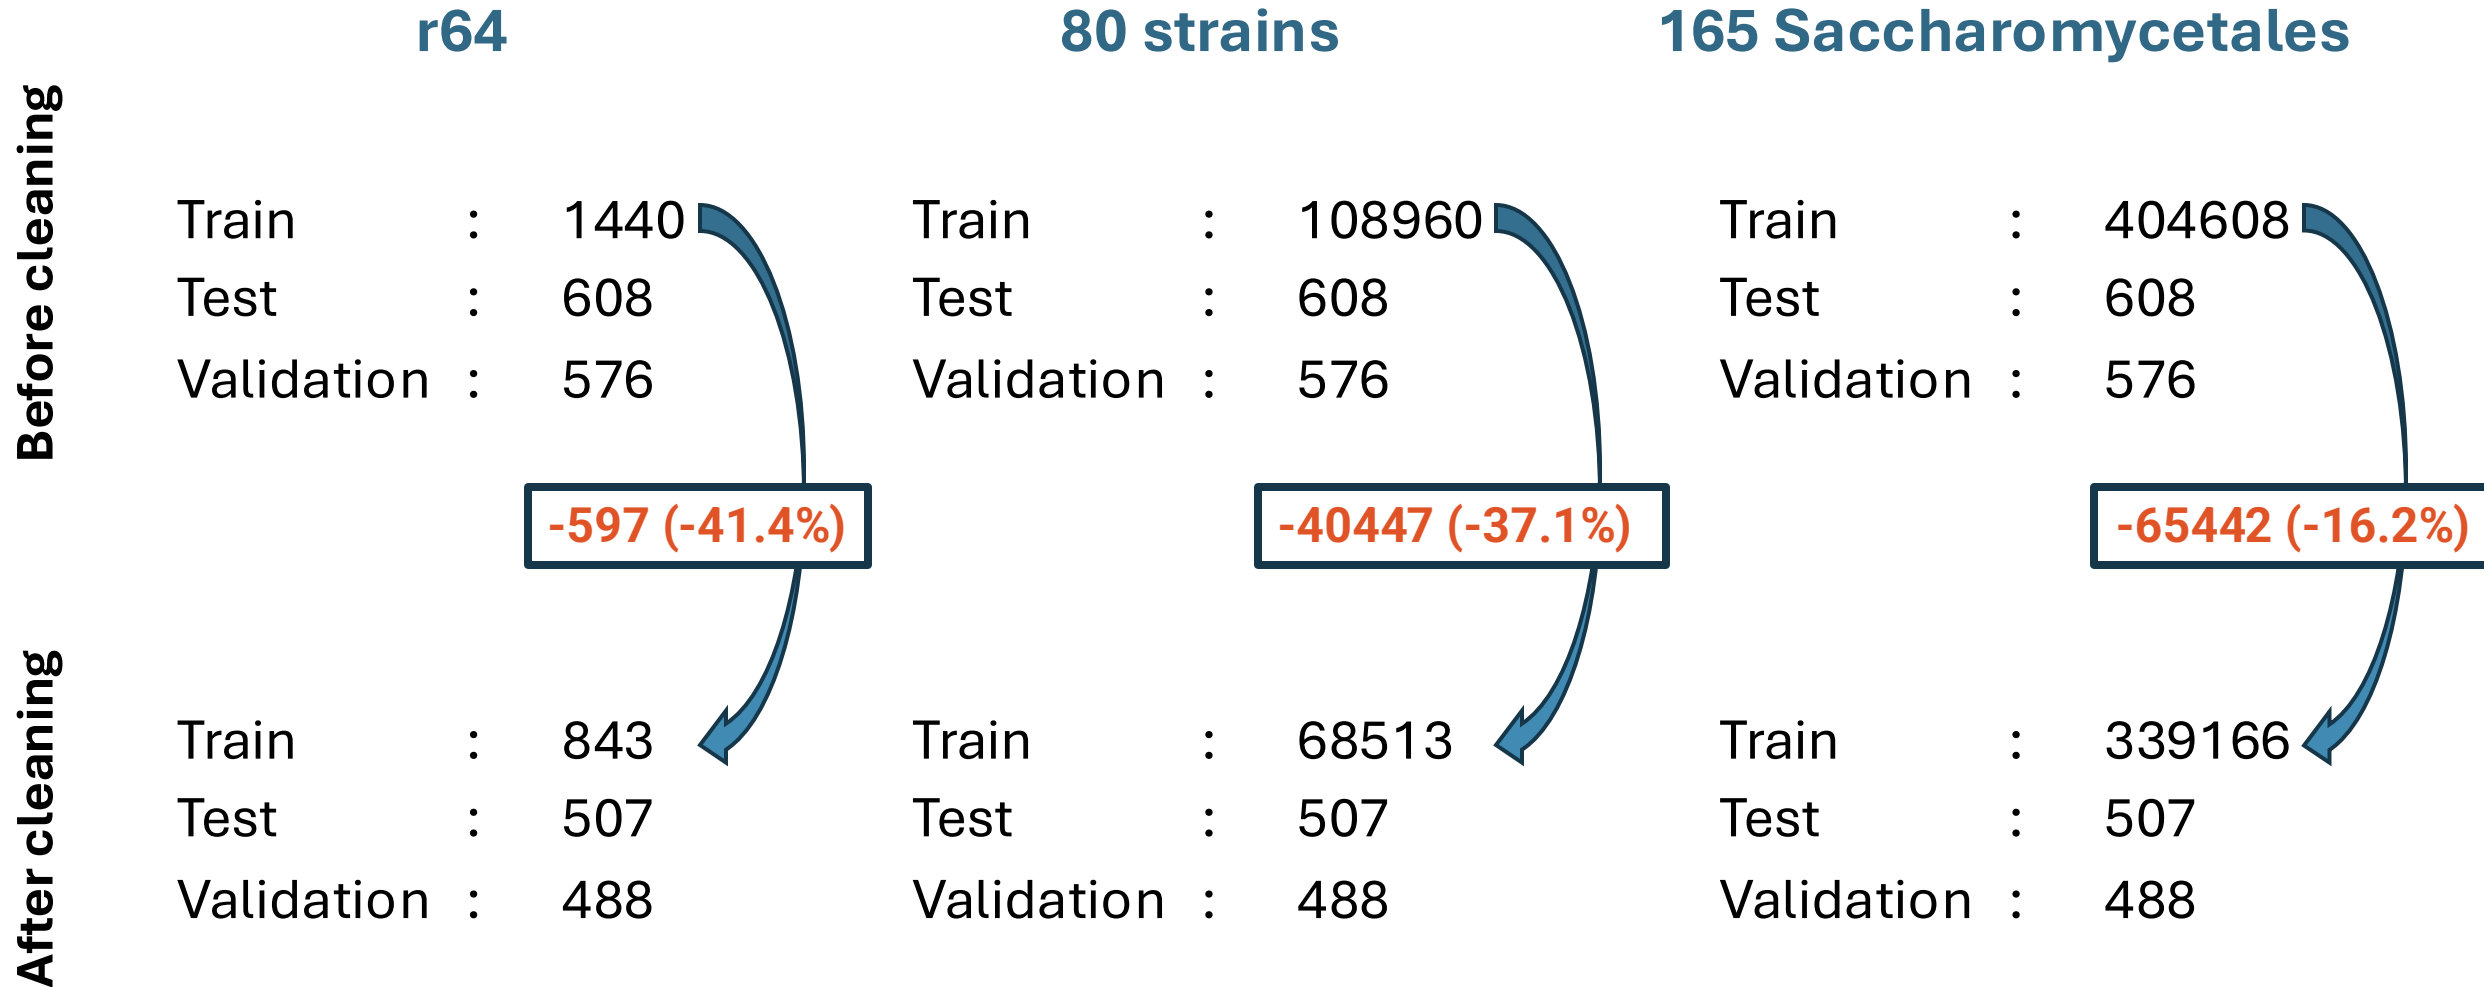 r64 80 strains 165 Saccharomycetales
Before cleaning
Train : 1440 Train : 108960 Train : 404608
Test : 608 Test : 608 Test : 608
Validation : 576 Validation : 576 Validation : 576
-597 (-41.4%) -40447 (-37.1%) -65442 (-16.2%)
After cleaning
Train : 843 Train : 68513 Train : 339166
Test : 507 Test : 507 Test : 507
Validation : 488 Validation : 488 Validation : 488